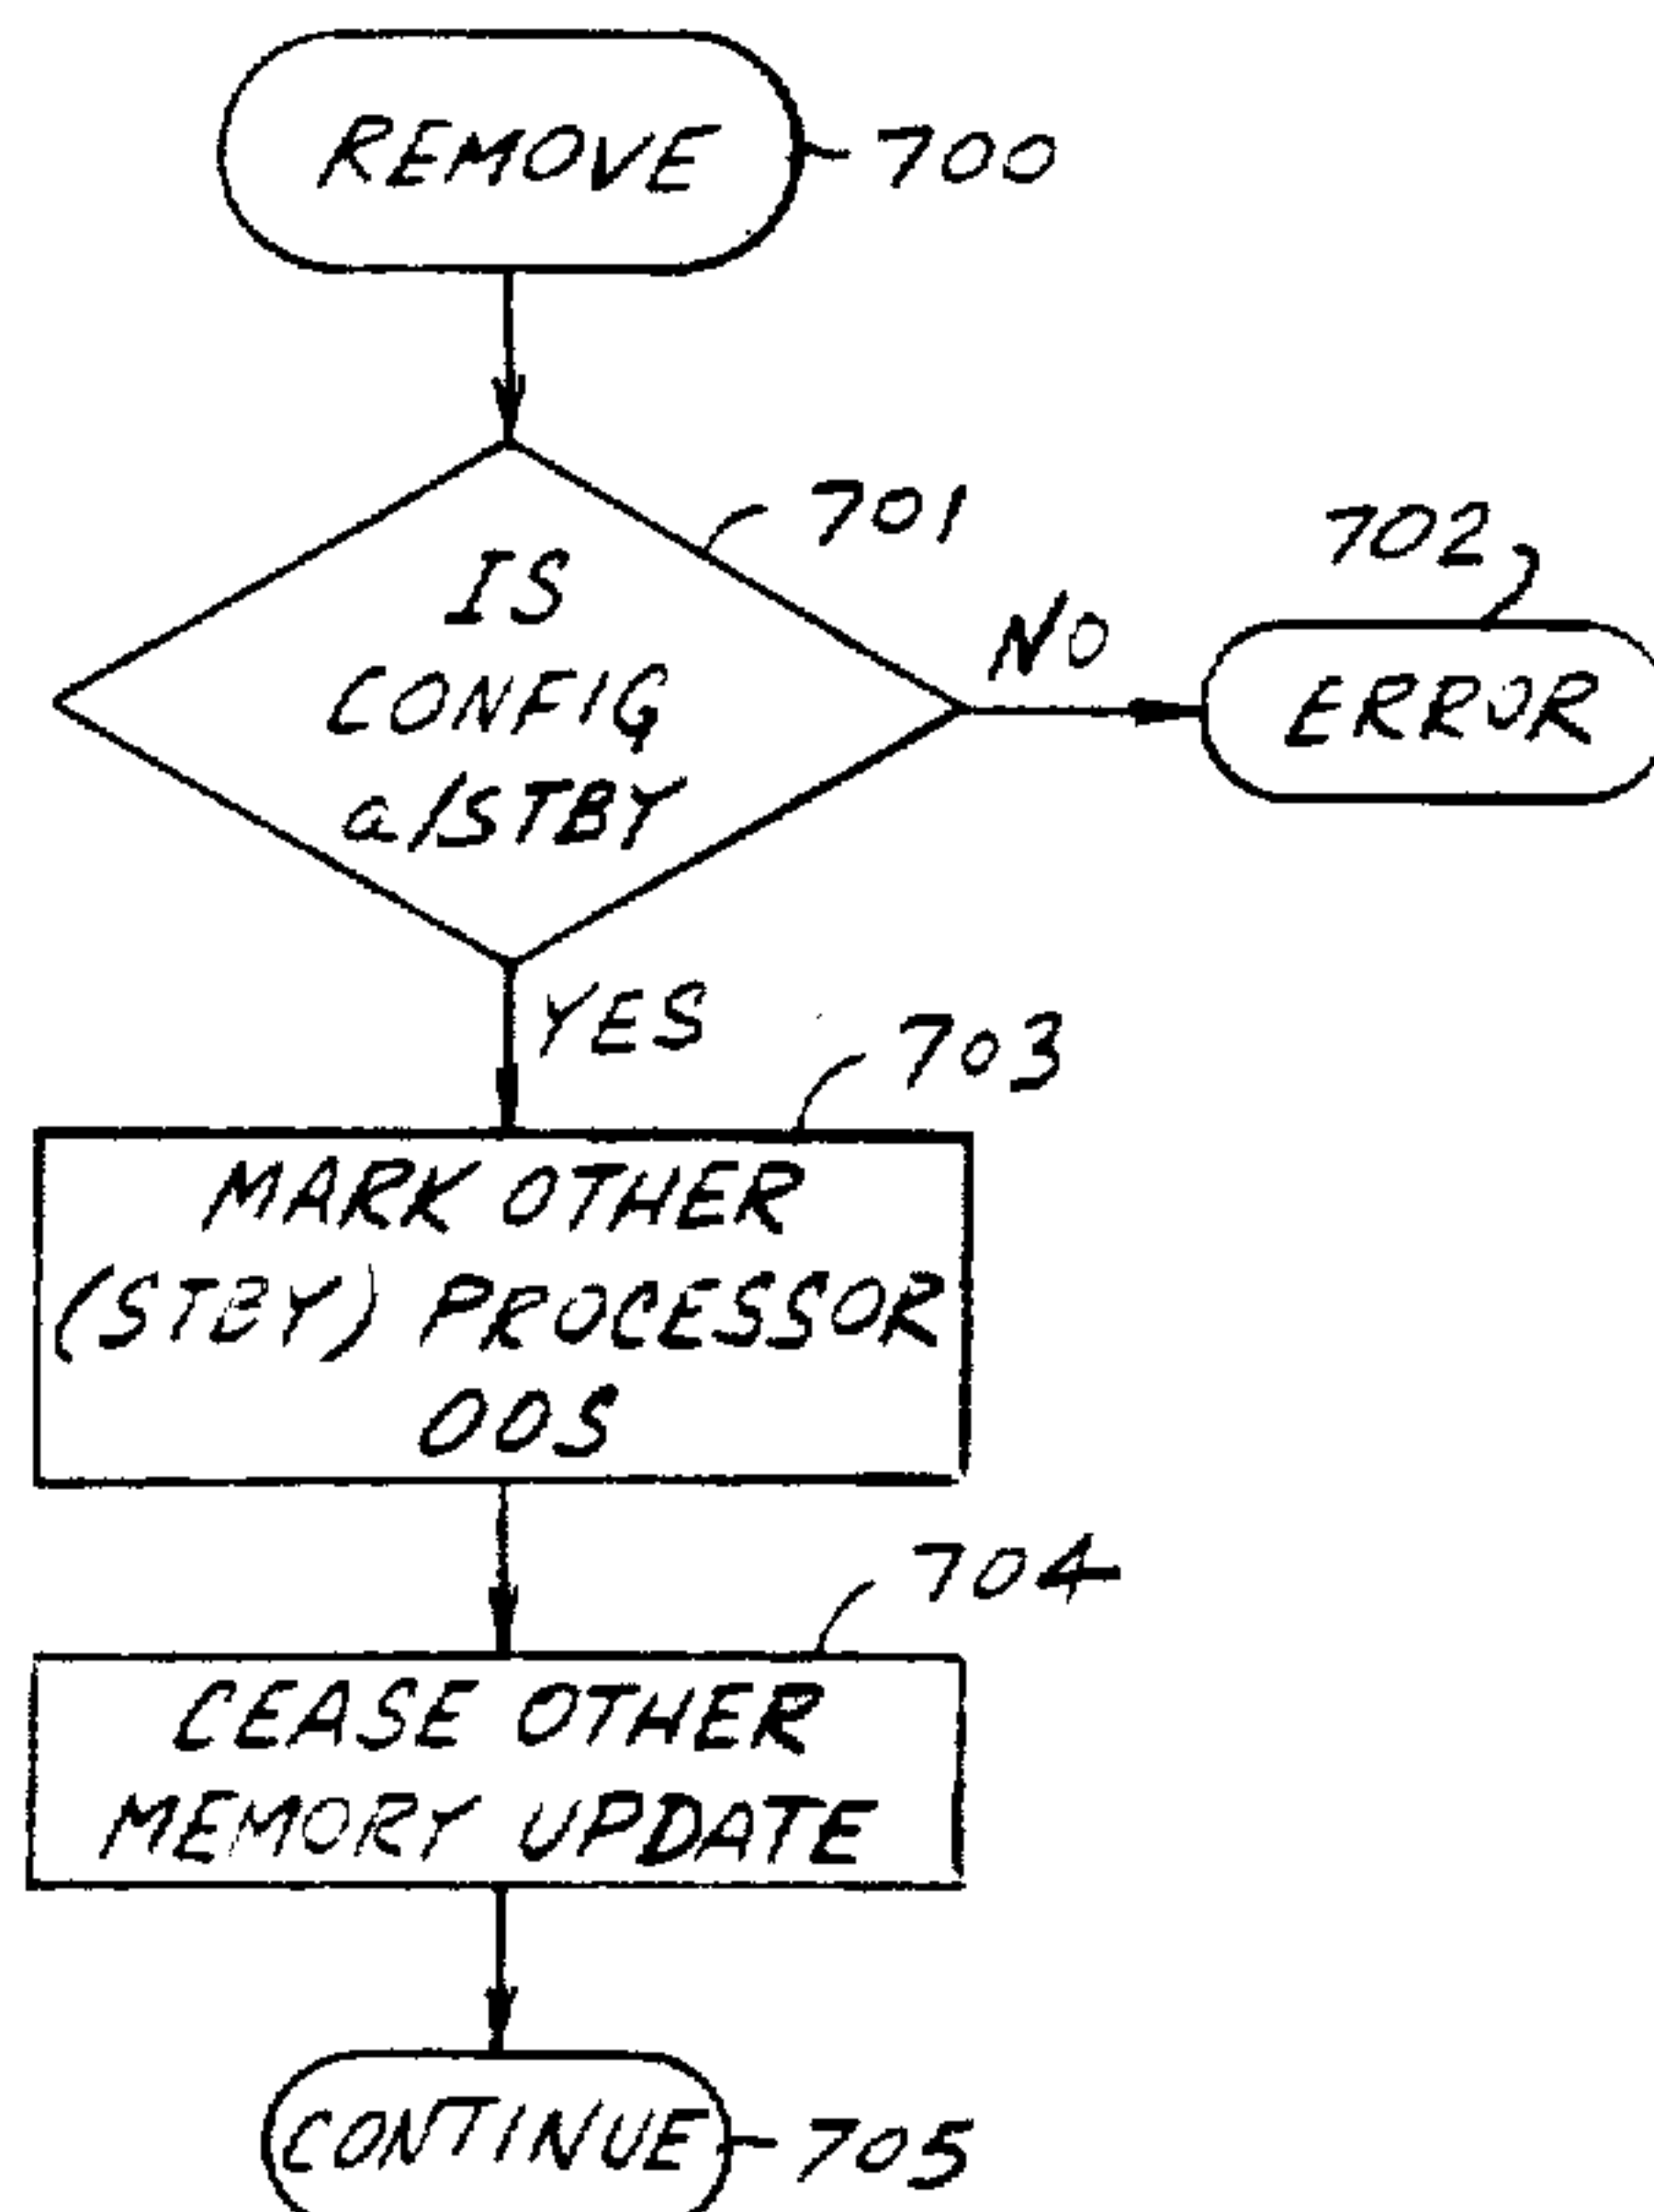 REMOVE
700
701
IS
CONFIG
a/STBY
NO
702
ERROR
YES
703
MARK OTHER
(STBY) PROCESSOR
OOS
704
CEASE OTHER
MEMORY UPDATE
CONTINUE
705